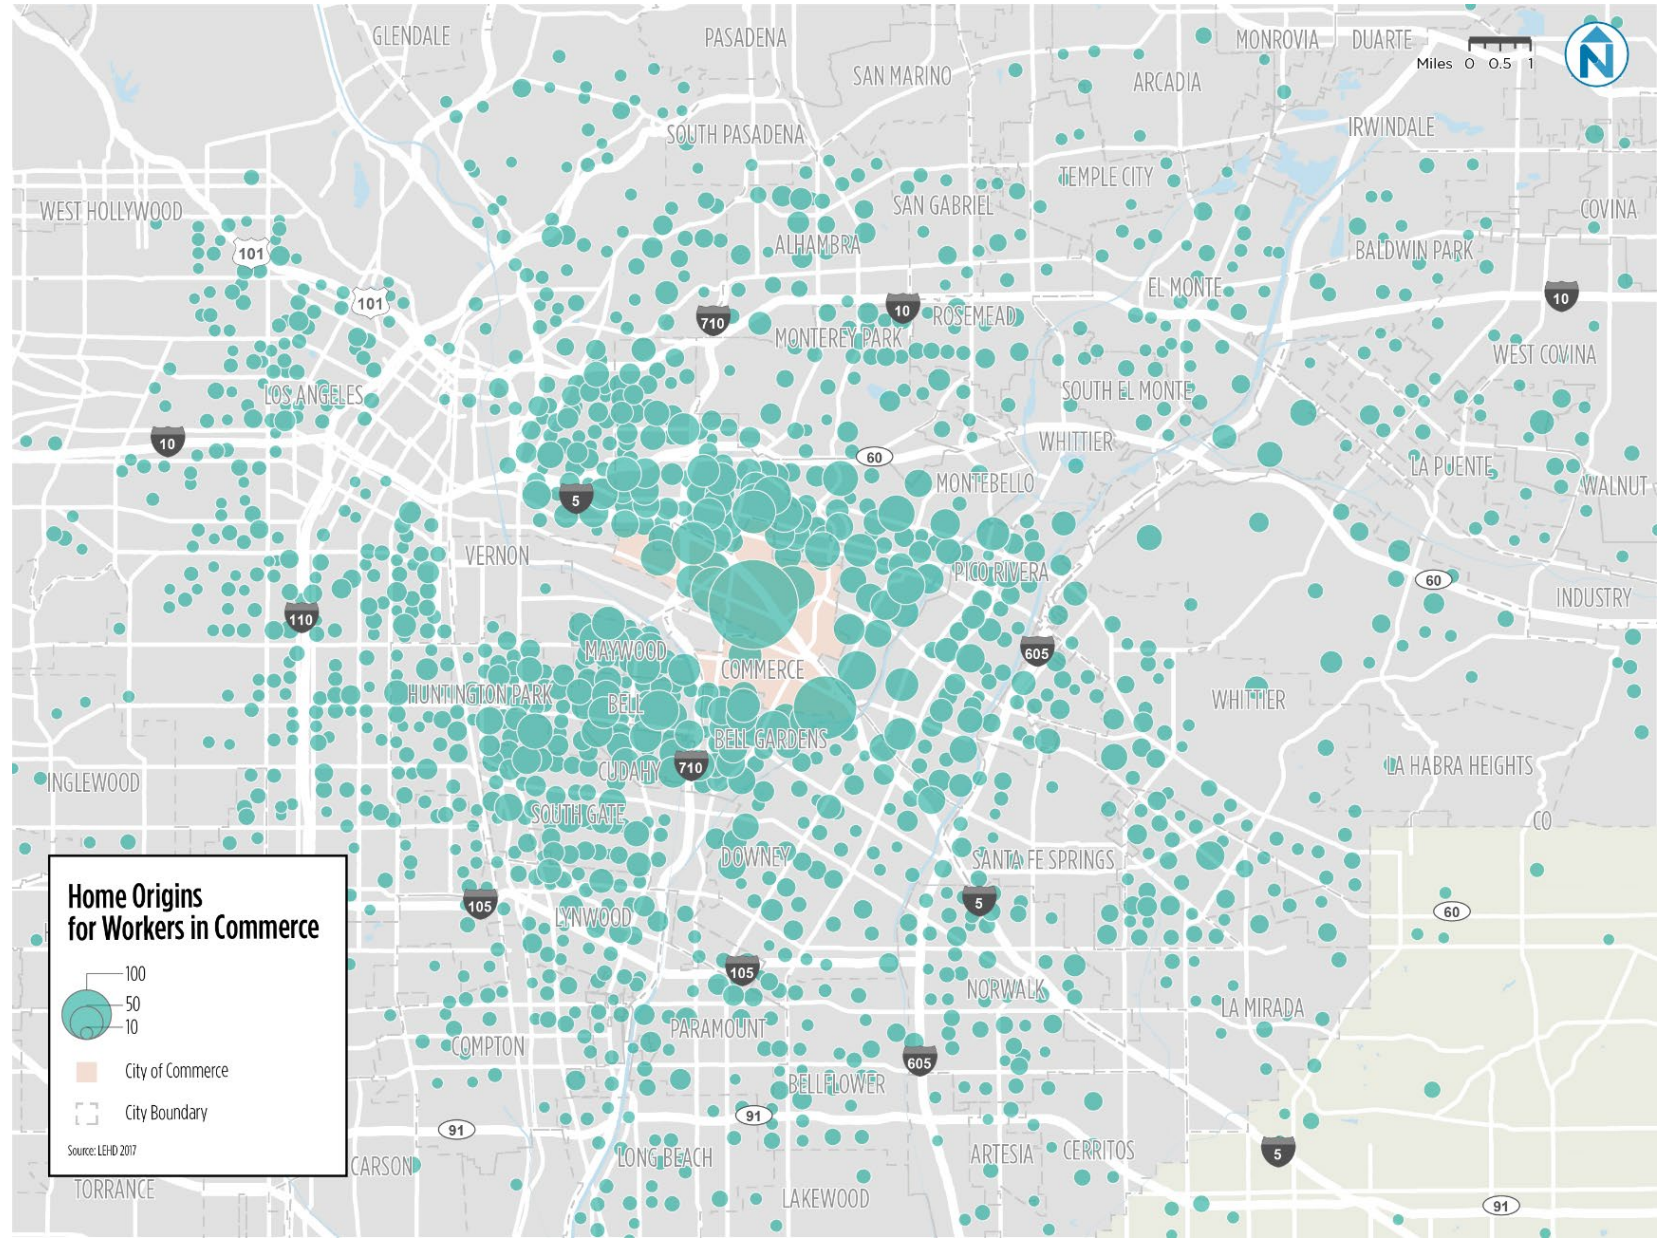 GLENDALE
PASADENA
MONROVIA
DUARTE
N
Miles 0 0.5 1
SAN MARINO
ARCADIA
SOUTH PASADENA
IRWINDALE
TEMPLE CITY
WEST HOLLYWOOD
SAN GABRIEL
COVINA
101
ALHAMBRA
BALDWIN PARK
EL MONTE
101
710
10
10
ROSEMEAD
MONTEREY PARK
WEST COVINA
LOS ANGELES
SOUTH EL MONTE
10
WHITTIER
60
LA PUENTE
5
MONTEBELLO
WALNUT
VERNON
PICO RIVERA
60
INDUSTRY
110
MAYWOOD
605
COMMERCE
HUNTINGTON PARK
BELL
WHITTIER
BELL GARDENS
CUDAHY
710
LA HABRA HEIGHTS
INGLEWOOD
SOUTH GATE
CO
DOWNEY
SANTA FE SPRINGS
105
5
60
LYNWOOD
H
105
NORWALK
LA MIRADA
PARAMOUNT
COMPTON
605
BELLFLOWER
91
91
LONG BEACH
ARTESIA
CERRITOS
5
CARSON
TORRANCE
LAKEWOOD
91
Home Origins
for Workers in Commerce
100
50
10
City of Commerce
City Boundary
Source: LEHD 2017